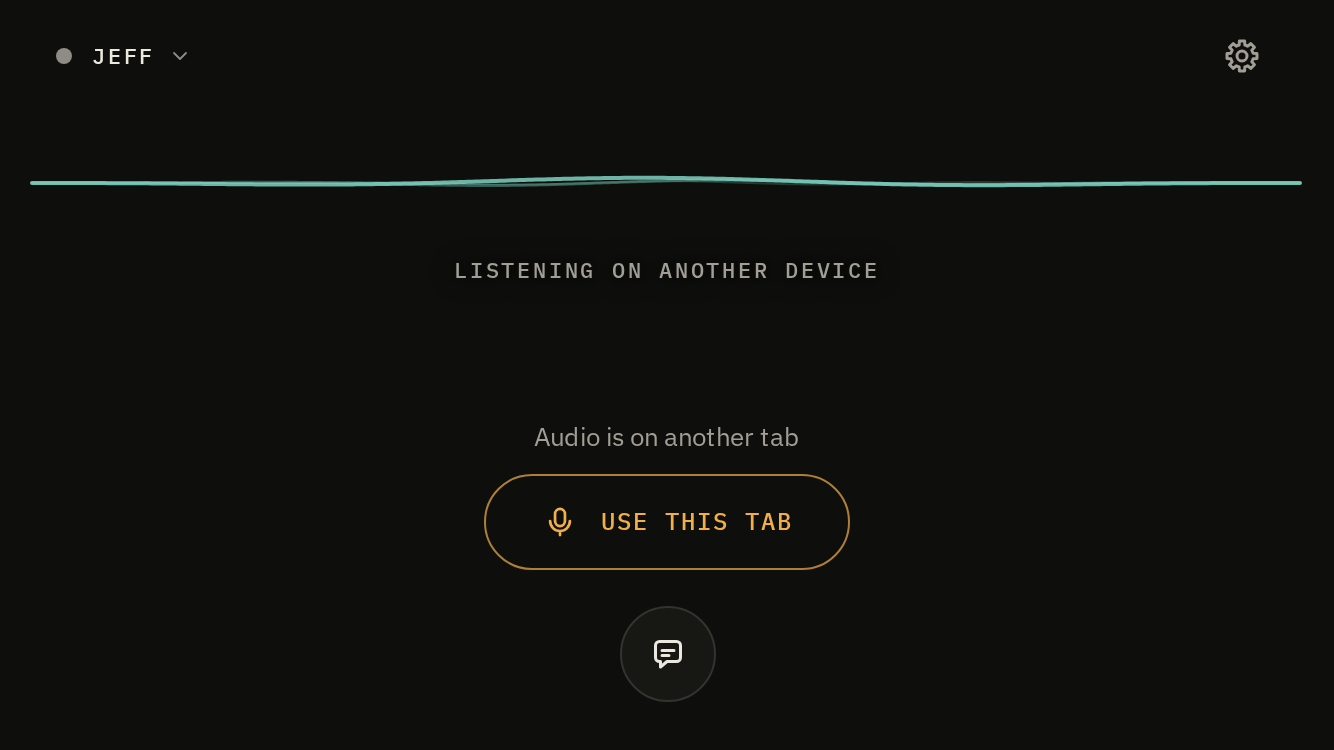 JEFF
LISTENING ON ANOTHER DEVICE
Audio is on another tab
USE THIS TAB